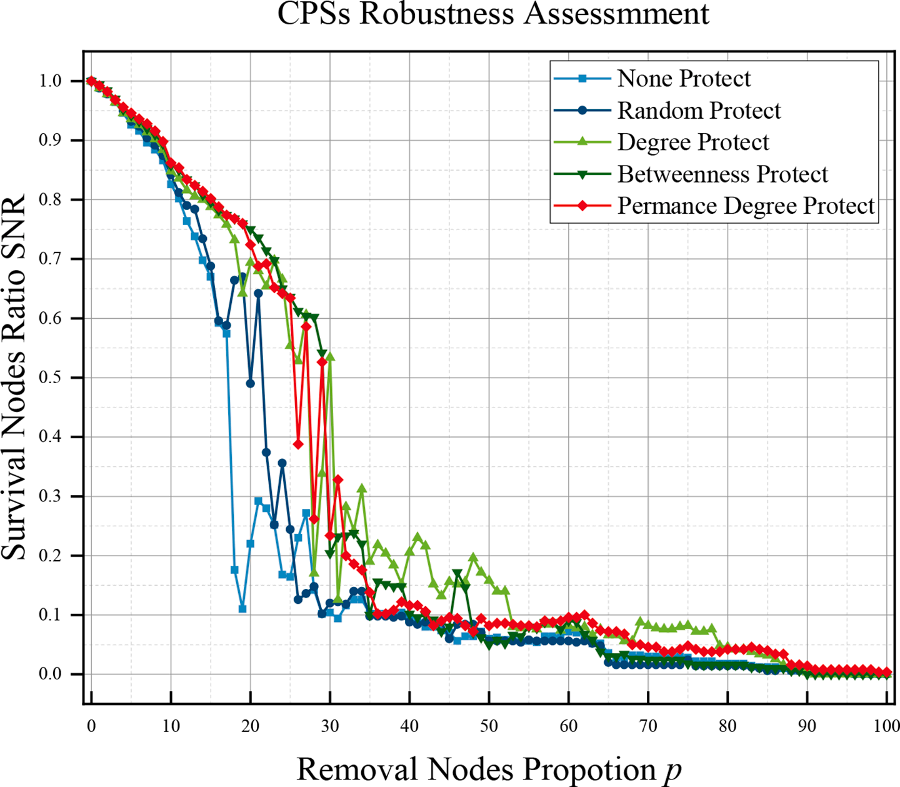 CPSs Robustness Assessmment
None Protect
Random Protect
Degree Protect
Betweenness Protect
Permance Degree Protect
Survival Nodes Ratio SNR
1.0
0.9
0.8
0.7
0.6
0.5
0.4
0.3
0.2
0.1
0.0
0 10 20 30 40 50 60 70 80 90 100
Removal Nodes Propotion p